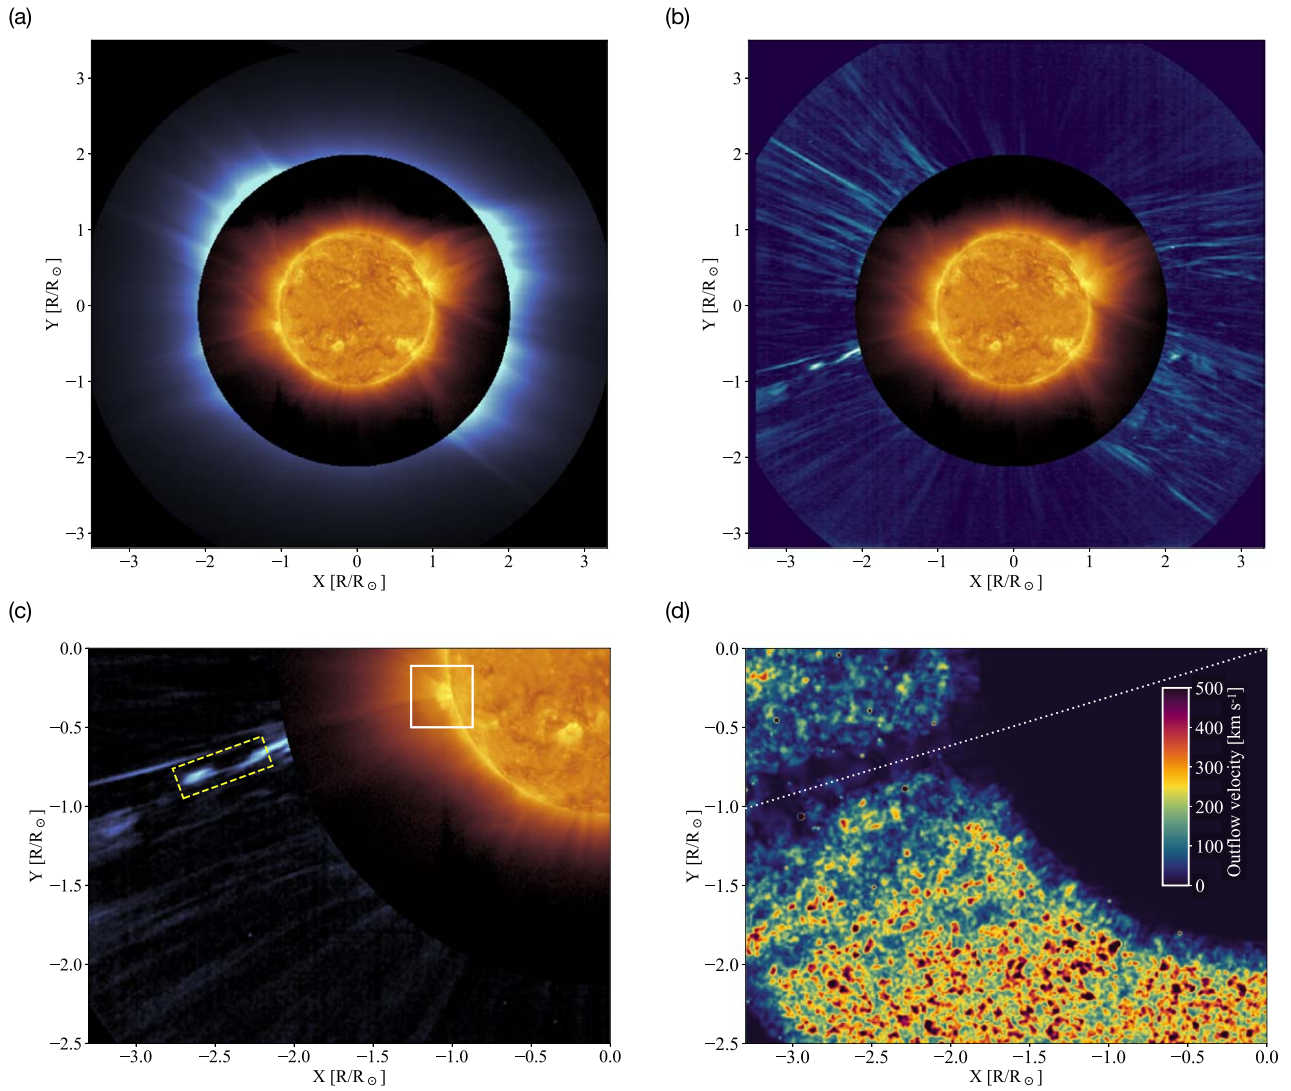 (a)
(b)
3
2
1
0
−1
−2
−3
Y [R/R⊙]
−3 −2 −1 0 1 2 3
X [R/R⊙]
3
2
1
0
−1
−2
−3
Y [R/R⊙]
−3 −2 −1 0 1 2 3
X [R/R⊙]
(c)
(d)
0.0
−0.5
−1.0
−1.5
−2.0
−2.5
Y [R/R⊙]
−3.0 −2.5 −2.0 −1.5 −1.0 −0.5 0.0
X [R/R⊙]
0.0
−0.5
−1.0
−1.5
−2.0
−2.5
Y [R/R⊙]
500
400
300
200
100
0
Outflow velocity [km s⁻¹]
−3.0 −2.5 −2.0 −1.5 −1.0 −0.5 0.0
X [R/R⊙]